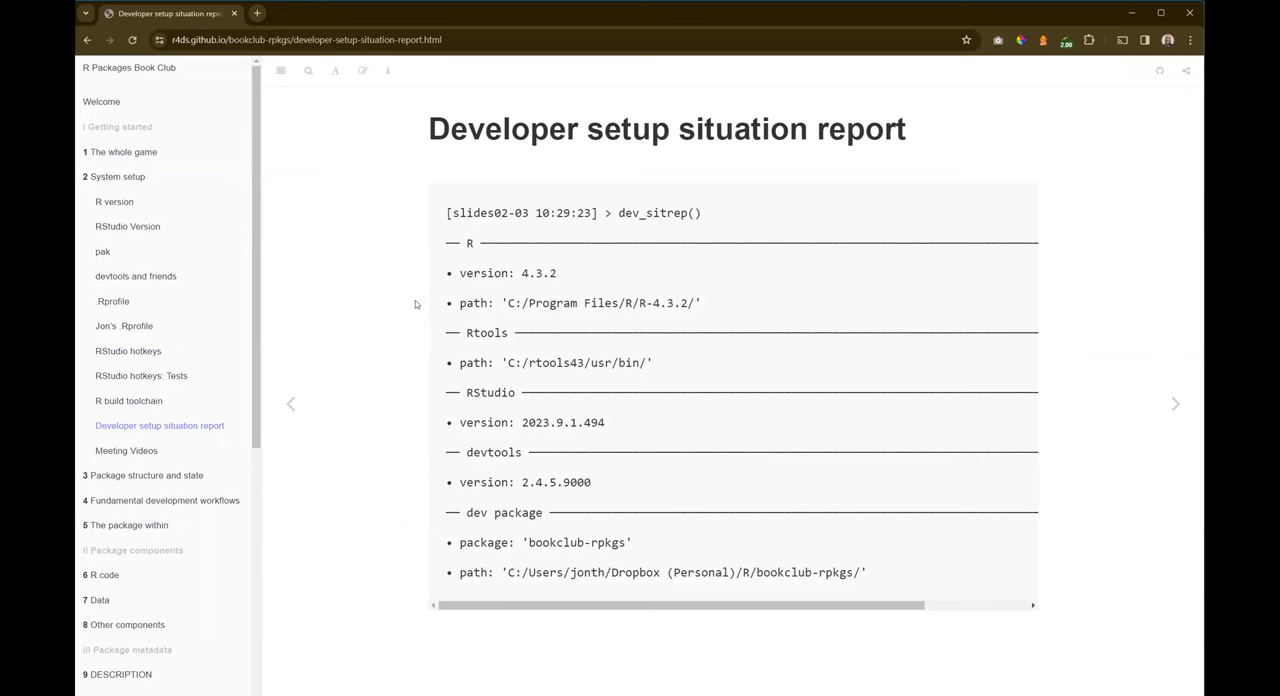 Developer setup situation repo
r4ds.github.io/bookclub-rpkgs/developer-setup-situation-report.html
2.00
R Packages Book Club
Welcome
I Getting started
1 The whole game
2 System setup
R version
RStudio Version
pak
devtools and friends
.Rprofile
Jon's .Rprofile
RStudio hotkeys
RStudio hotkeys: Tests
R build toolchain
Developer setup situation report
Meeting Videos
3 Package structure and state
4 Fundamental development workflows
5 The package within
II Package components
6 R code
7 Data
8 Other components
III Package metadata
9 DESCRIPTION
Developer setup situation report
[slides02-03 10:29:23] > dev_sitrep()
── R ──────────
• version: 4.3.2
• path: 'C:/Program Files/R/R-4.3.2/'
── Rtools ──────────
• path: 'C:/rtools43/usr/bin/'
── RStudio ──────────
• version: 2023.9.1.494
── devtools ──────────
• version: 2.4.5.9000
── dev package ──────────
• package: 'bookclub-rpkgs'
• path: 'C:/Users/jonth/Dropbox (Personal)/R/bookclub-rpkgs/'